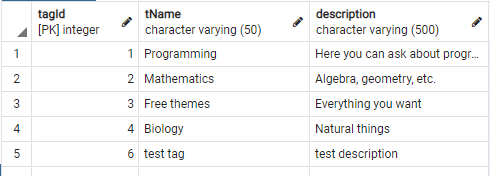 tagId tName description
[PK] integer character varying (50) character varying (500)
1 1 Programming Here you can ask about progr...
2 2 Mathematics Algebra, geometry, etc.
3 3 Free themes Everything you want
4 4 Biology Natural things
5 6 test tag test description